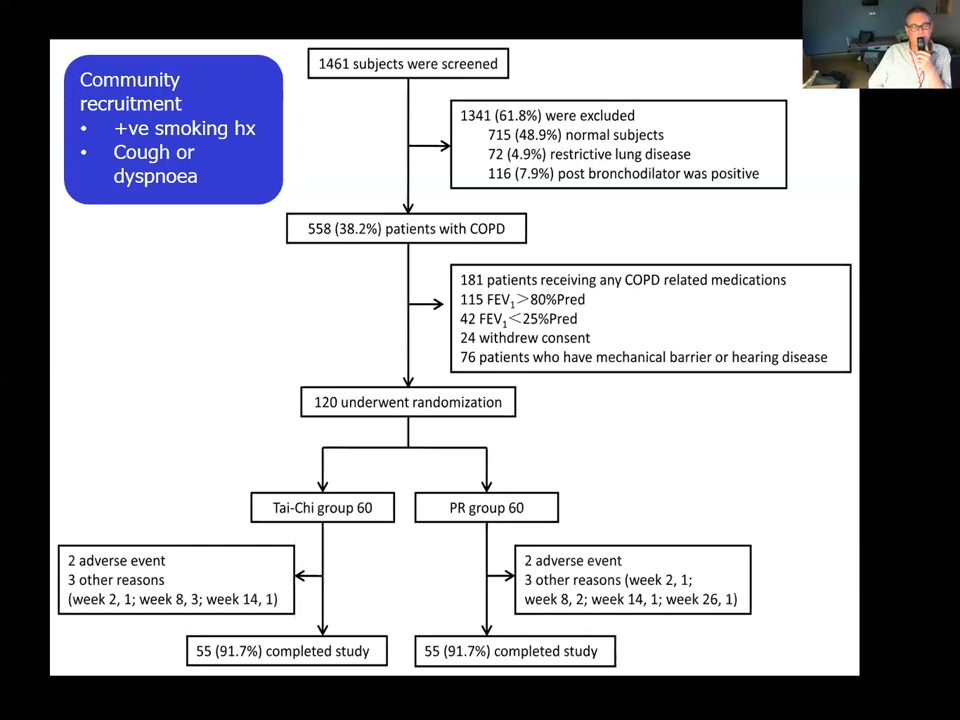 Community
recruitment
• +ve smoking hx
• Cough or
dyspnoea
1461 subjects were screened
1341 (61.8%) were excluded
715 (48.9%) normal subjects
72 (4.9%) restrictive lung disease
116 (7.9%) post bronchodilator was positive
558 (38.2%) patients with COPD
181 patients receiving any COPD related medications
115 FEV1>80%Pred
42 FEV1<25%Pred
24 withdrew consent
76 patients who have mechanical barrier or hearing disease
120 underwent randomization
Tai-Chi group 60
PR group 60
2 adverse event
3 other reasons
(week 2, 1; week 8, 3; week 14, 1)
2 adverse event
3 other reasons (week 2, 1;
week 8, 2; week 14, 1; week 26, 1)
55 (91.7%) completed study
55 (91.7%) completed study